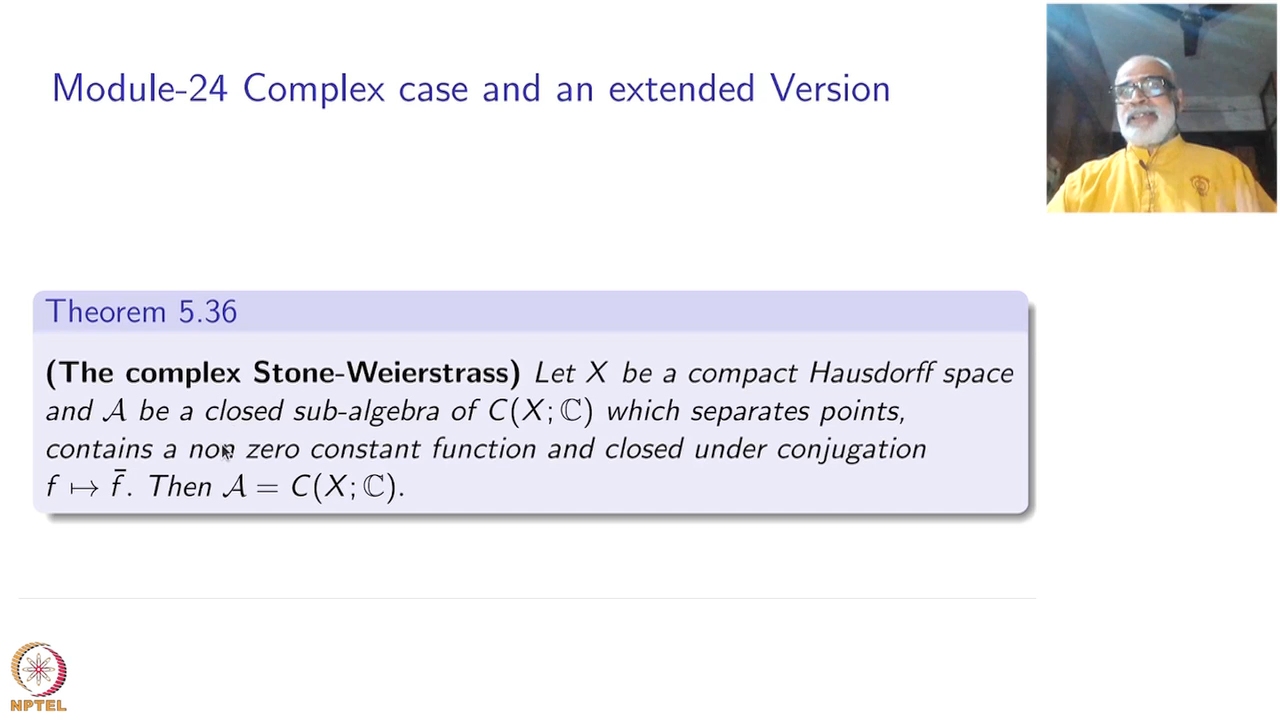 Module-24 Complex case and an extended Version
Theorem 5.36
(The complex Stone-Weierstrass) Let X be a compact Hausdorff space
and 𝒜 be a closed sub-algebra of C(X; ℂ) which separates points,
contains a non zero constant function and closed under conjugation
f ↦ f̄. Then 𝒜 = C(X; ℂ).
NPTEL